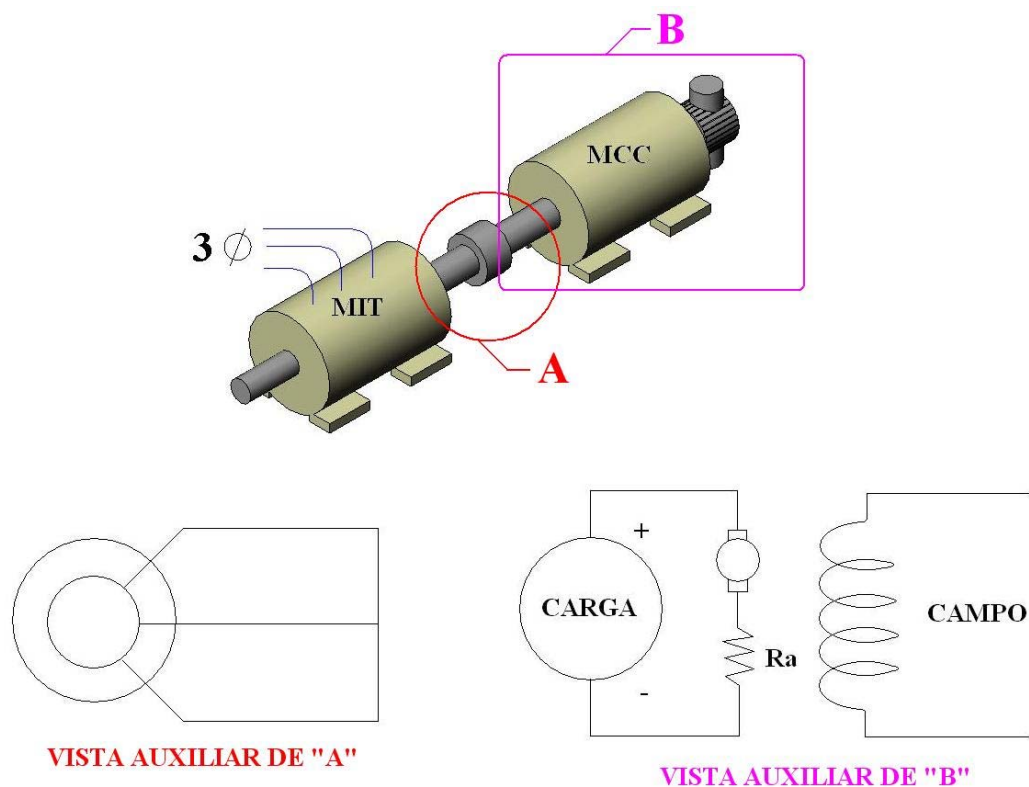 B
MCC
3 ⌀
MIT
A
+
CARGA
CAMPO
Ra
-
VISTA AUXILIAR DE "A"
VISTA AUXILIAR DE "B"